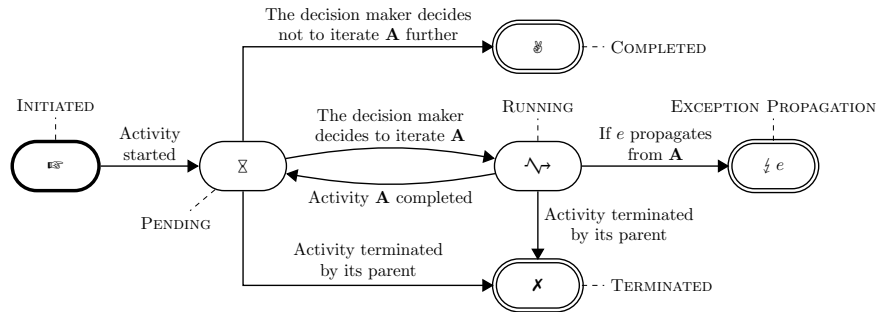 The decision maker decides
not to iterate A further
✌
COMPLETED
INITIATED
Activity
started
☞
⧖
PENDING
The decision maker
decides to iterate A
Activity A completed
RUNNING
EXCEPTION PROPAGATION
If e propagates
from A
e
Activity terminated
by its parent
Activity terminated
by its parent
✗
TERMINATED